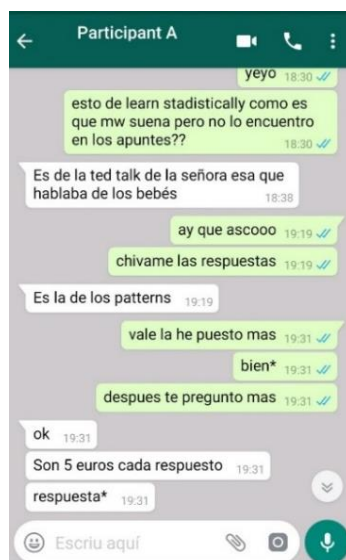 Participant A
yeyo 18:30
esto de learn stadistically como es
que mw suena pero no lo encuentro
en los apuntes??
18:30
Es de la ted talk de la señora esa que
hablaba de los bebés
18:38
ay que ascooo 19:19
chivame las respuestas 19:19
Es la de los patterns 19:19
vale la he puesto mas 19:31
bien* 19:31
despues te pregunto mas 19:31
ok 19:31
Son 5 euros cada respuesto 19:31
respuesta* 19:31
Escriu aquí